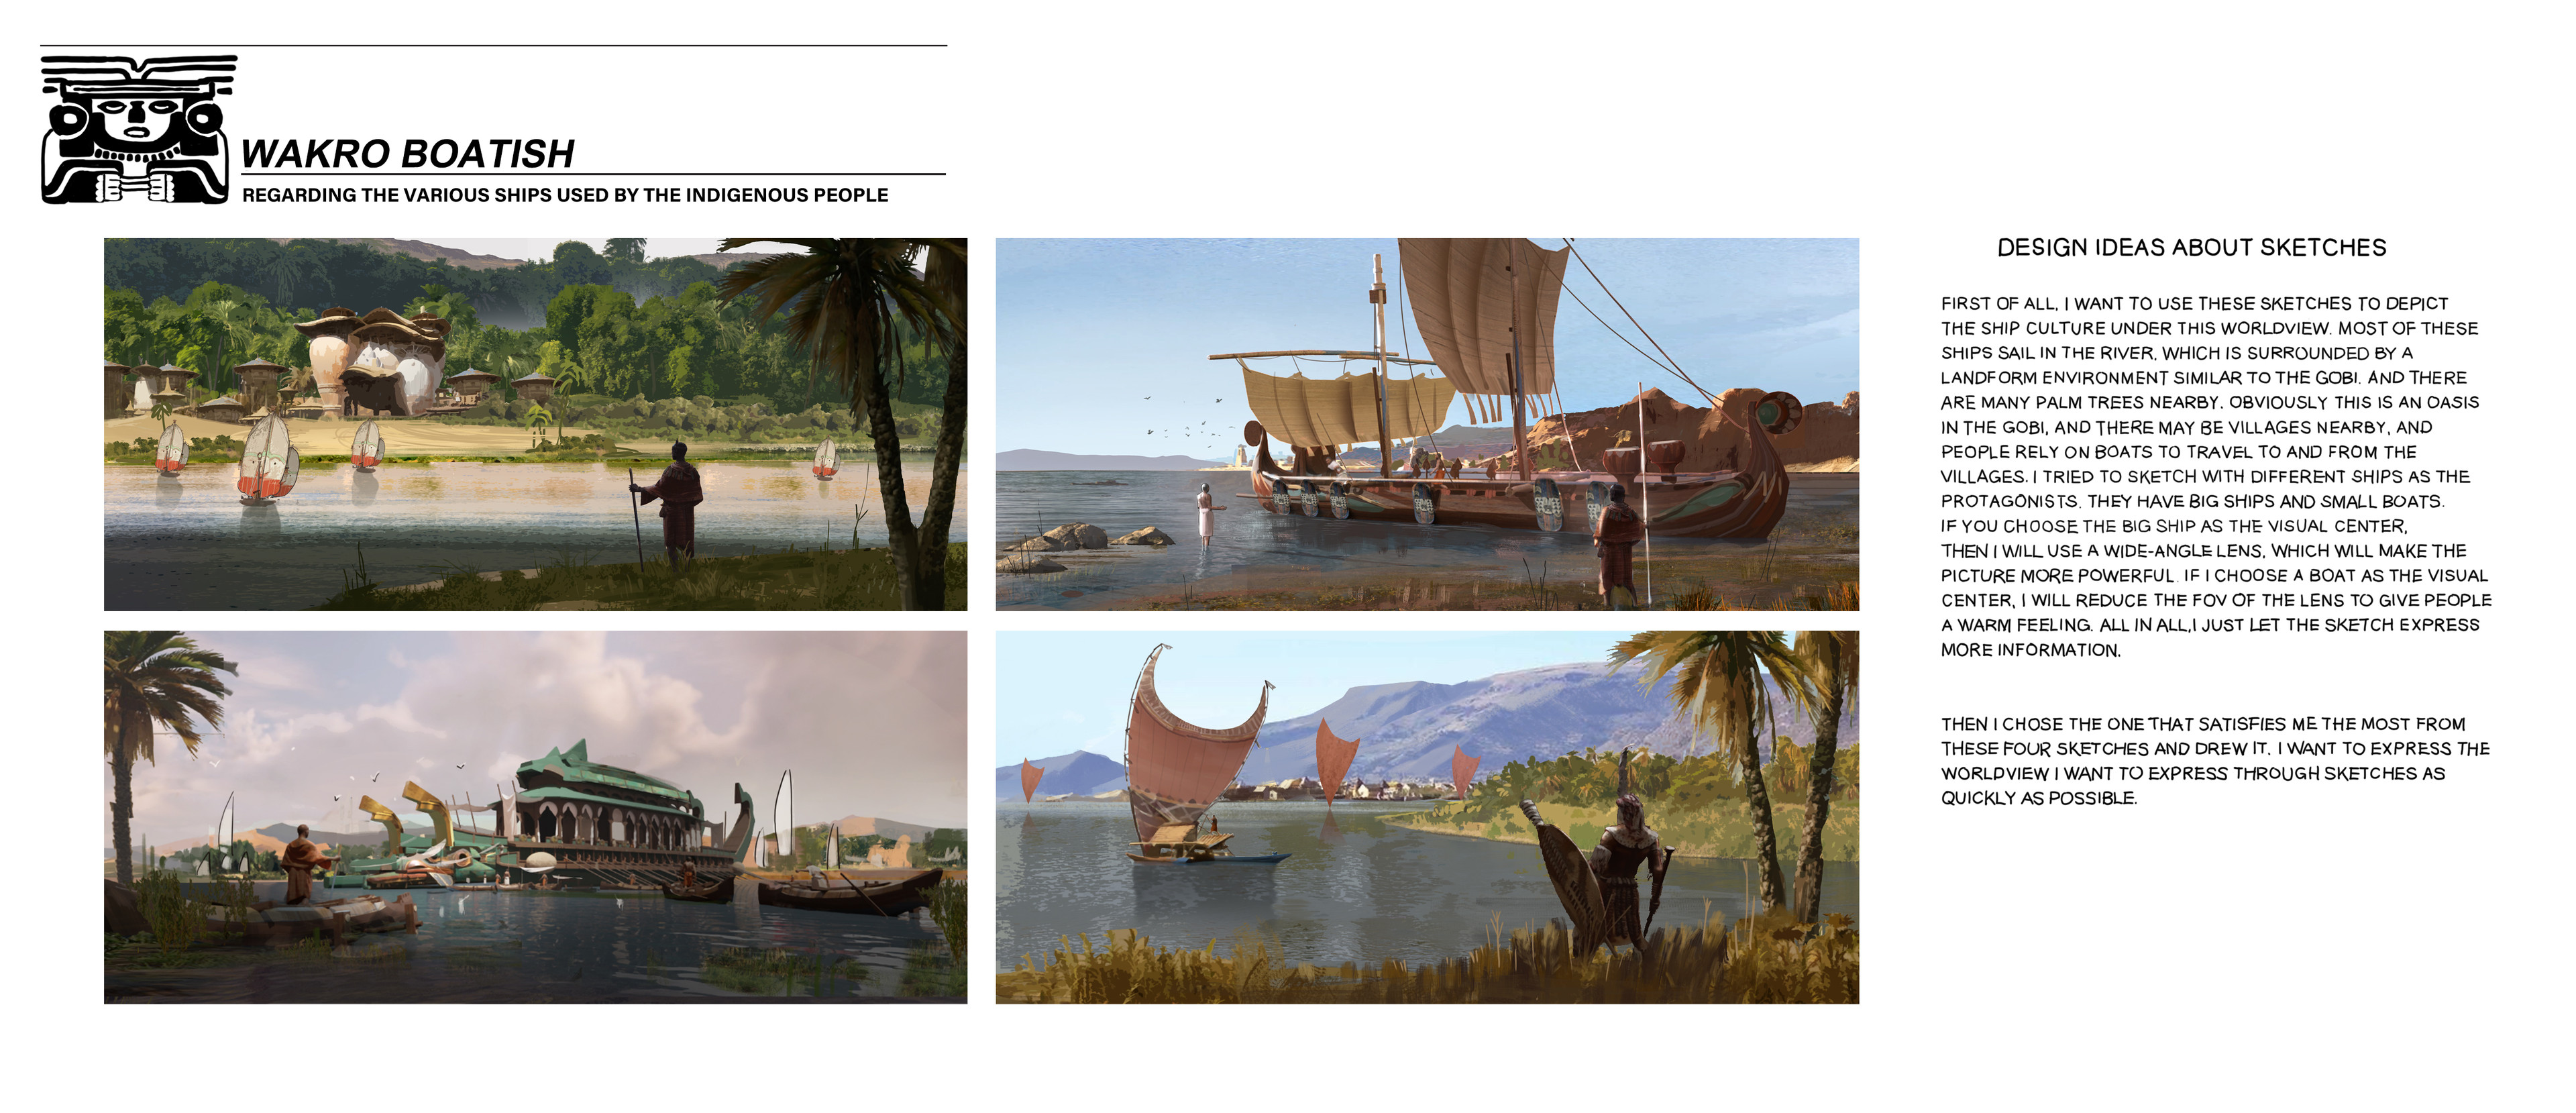 WAKRO BOATISH
REGARDING THE VARIOUS SHIPS USED BY THE INDIGENOUS PEOPLE
DESIGN IDEAS ABOUT SKETCHES
FIRST OF ALL, I WANT TO USE THESE SKETCHES TO DEPICT
THE SHIP CULTURE UNDER THIS WORLDVIEW. MOST OF THESE
SHIPS SAIL IN THE RIVER, WHICH IS SURROUNDED BY A
LANDFORM ENVIRONMENT SIMILAR TO THE GOBI. AND THERE
ARE MANY PALM TREES NEARBY. OBVIOUSLY THIS IS AN OASIS
IN THE GOBI, AND THERE MAY BE VILLAGES NEARBY, AND
PEOPLE RELY ON BOATS TO TRAVEL TO AND FROM THE
VILLAGES. I TRIED TO SKETCH WITH DIFFERENT SHIPS AS THE
PROTAGONISTS. THEY HAVE BIG SHIPS AND SMALL BOATS.
IF YOU CHOOSE THE BIG SHIP AS THE VISUAL CENTER,
THEN I WILL USE A WIDE-ANGLE LENS, WHICH WILL MAKE THE
PICTURE MORE POWERFUL. IF I CHOOSE A BOAT AS THE VISUAL
CENTER, I WILL REDUCE THE FOV OF THE LENS TO GIVE PEOPLE
A WARM FEELING. ALL IN ALL,I JUST LET THE SKETCH EXPRESS
MORE INFORMATION.
THEN I CHOSE THE ONE THAT SATISFIES ME THE MOST FROM
THESE FOUR SKETCHES AND DREW IT. I WANT TO EXPRESS THE
WORLDVIEW I WANT TO EXPRESS THROUGH SKETCHES AS
QUICKLY AS POSSIBLE.